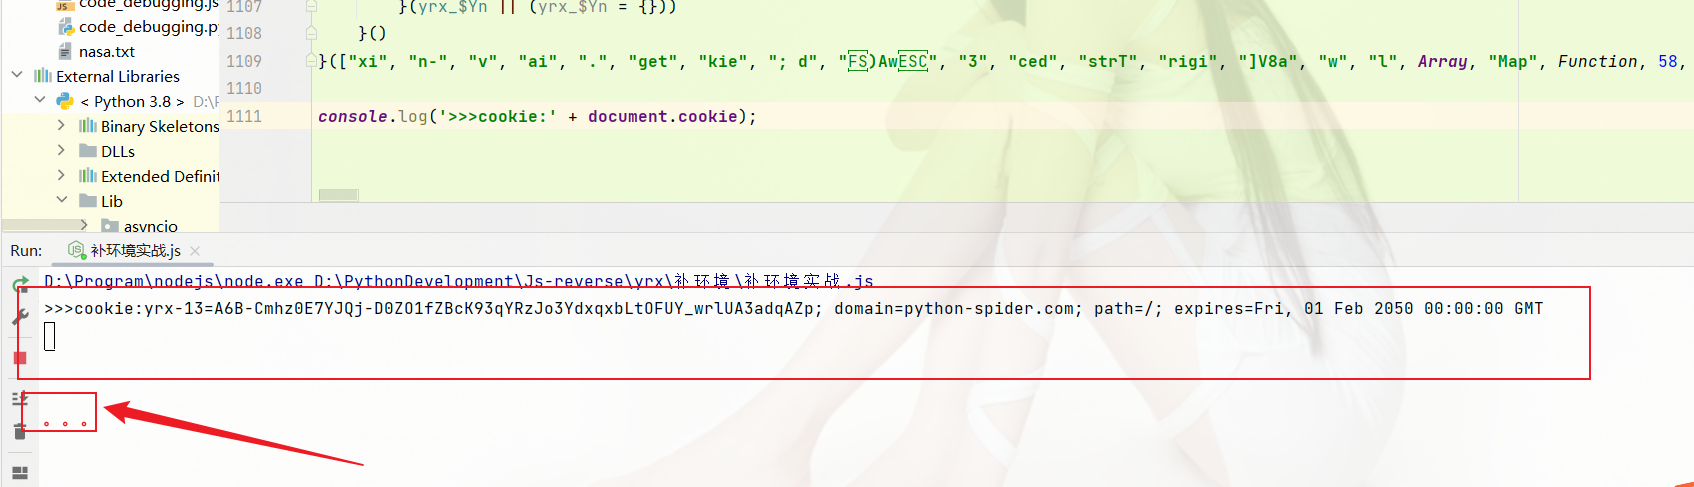 code_debugging.js
code_debugging.py
nasa.txt
External Libraries
< Python 3.8 > D:\P
Binary Skeletons
DLLs
Extended Definit
Lib
asyncio
1107 }(yrx_$Yn || (yrx_$Yn = {}))
1108 }()
1109 }(["xi", "n-", "v", "ai", ".", "get", "kie", "; d", "FS)AwESC", "3", "ced", "strT", "rigi", "]V8a", "w", "l", Array, "Map", Function, 58,
1110
1111 console.log('>>>cookie:' + document.cookie);
Run: 补环境实战.js
D:\Program\nodejs\node.exe D:\PythonDevelopment\Js-reverse\yrx\补环境\补环境实战.js
>>>cookie:yrx-13=A6B-Cmhz0E7YJQj-D0ZO1fZBcK93qYRzJo3YdxqxbLtOFUY_wrlUA3adqAZp; domain=python-spider.com; path=/; expires=Fri, 01 Feb 2050 00:00:00 GMT
。。。